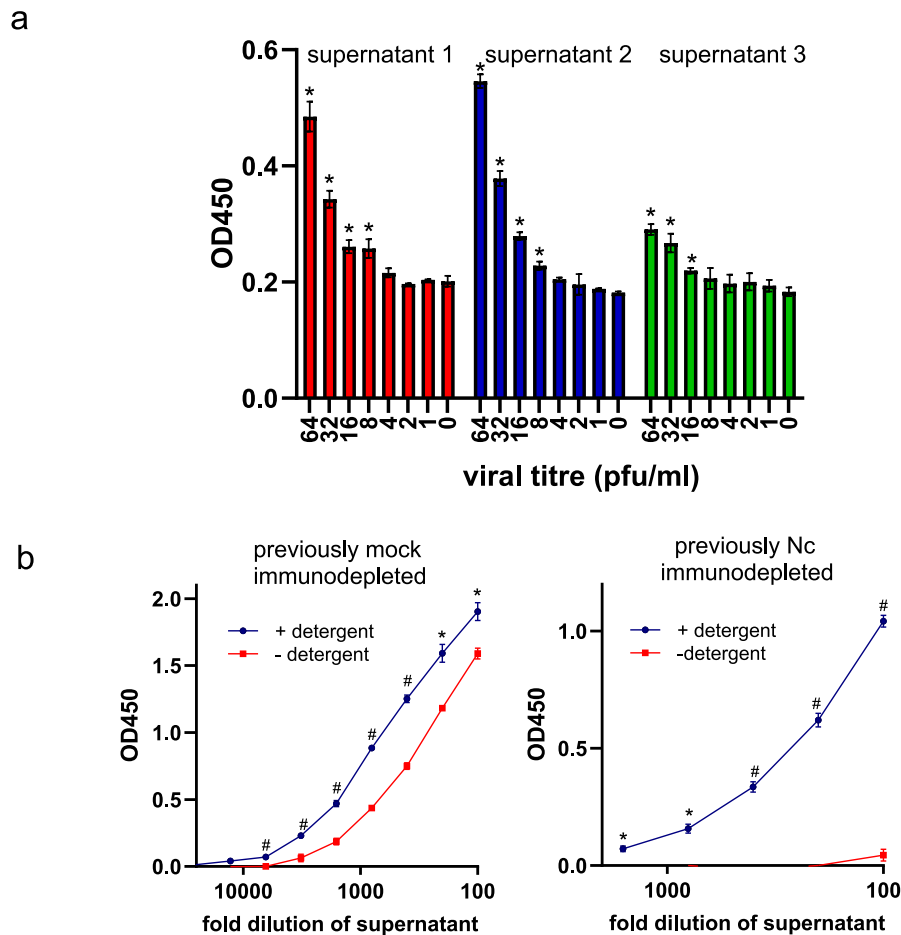 a
supernatant 1 supernatant 2 supernatant 3
0.6
0.4
0.2
0.0
OD450
* * * * * * * * * * *
64 32 16 8 4 2 1 0 64 32 16 8 4 2 1 0 64 32 16 8 4 2 1 0
viral titre (pfu/ml)
b
previously mock
immunodepleted
+ detergent
- detergent
2.0
1.5
1.0
0.5
0.0
OD450
# # # # # * *
10000 1000 100
fold dilution of supernatant
previously Nc
immunodepleted
+ detergent
-detergent
1.0
0.5
0.0
OD450
* * # # #
1000 100
fold dilution of supernatant